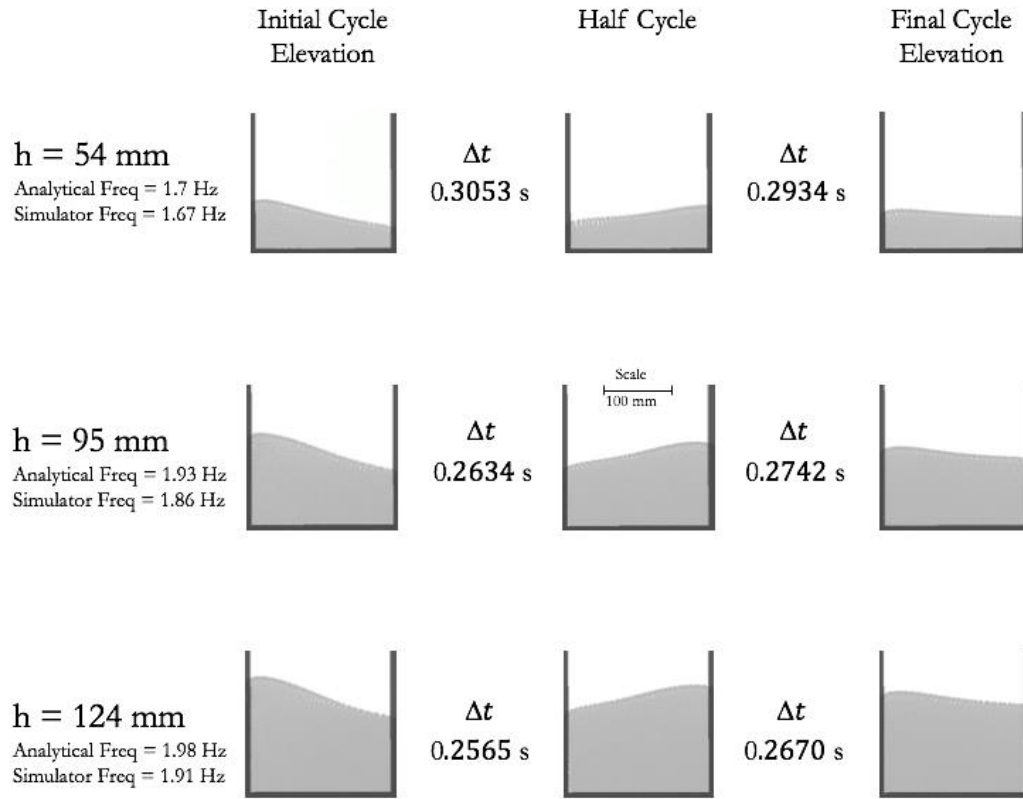 Initial Cycle
Elevation
Half Cycle
Final Cycle
Elevation
h = 54 mm
Analytical Freq = 1.7 Hz
Simulator Freq = 1.67 Hz
Δt
0.3053 s
Δt
0.2934 s
h = 95 mm
Analytical Freq = 1.93 Hz
Simulator Freq = 1.86 Hz
Δt
0.2634 s
Scale
100 mm
Δt
0.2742 s
h = 124 mm
Analytical Freq = 1.98 Hz
Simulator Freq = 1.91 Hz
Δt
0.2565 s
Δt
0.2670 s